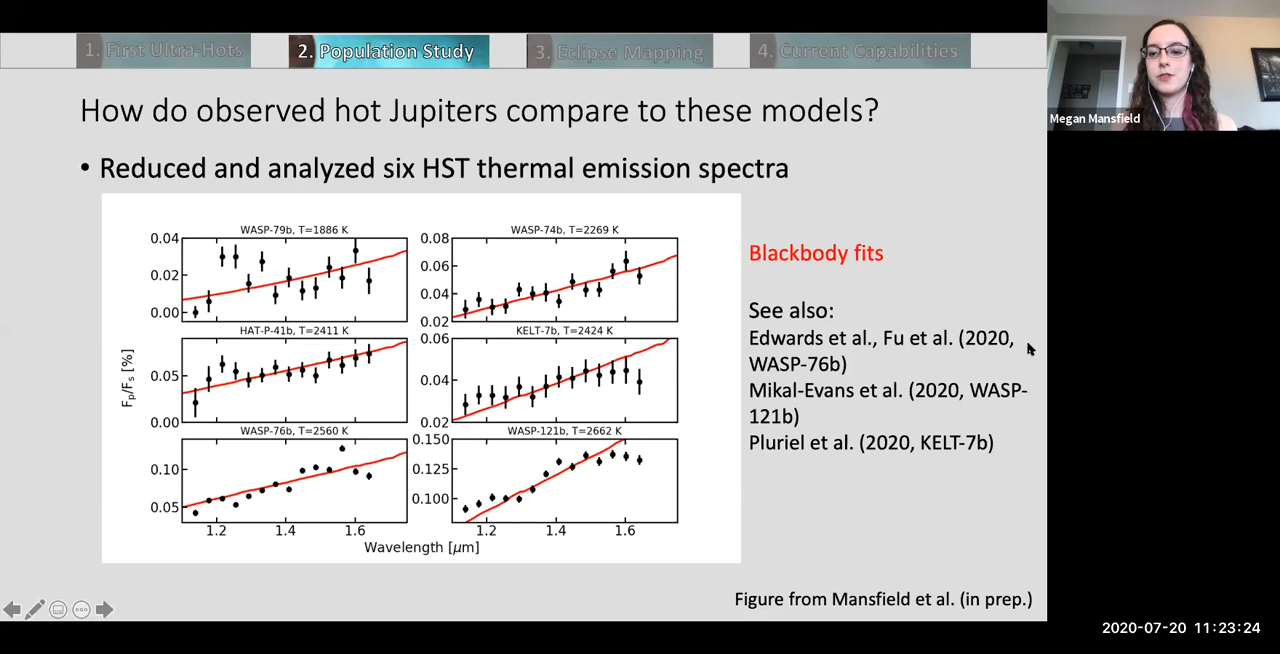 1. First Ultra-Hots
2. Population Study
3. Eclipse Mapping
4. Current Capabilities
Megan Mansfield
How do observed hot Jupiters compare to these models?
• Reduced and analyzed six HST thermal emission spectra
WASP-79b, T=1886 K
WASP-74b, T=2269 K
0.04
0.02
0.00
0.08
0.06
0.04
0.02
HAT-P-41b, T=2411 K
KELT-7b, T=2424 K
0.05
0.00
0.06
0.04
0.02
WASP-76b, T=2560 K
WASP-121b, T=2662 K
0.10
0.05
0.150
0.125
0.100
1.2 1.4 1.6
1.2 1.4 1.6
Fp/Fs [%]
Wavelength [μm]
Blackbody fits
See also:
Edwards et al., Fu et al. (2020,
WASP-76b)
Mikal-Evans et al. (2020, WASP-
121b)
Pluriel et al. (2020, KELT-7b)
Figure from Mansfield et al. (in prep.)
2020-07-20 11:23:24